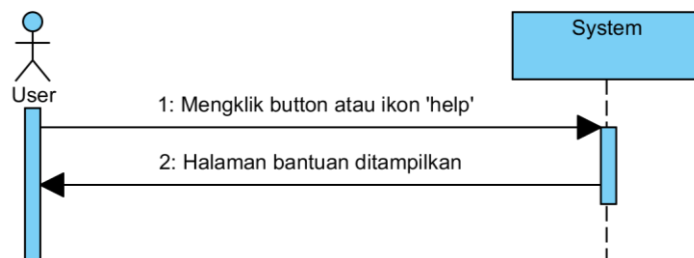 System
User
1: Mengklik button atau ikon 'help'
2: Halaman bantuan ditampilkan